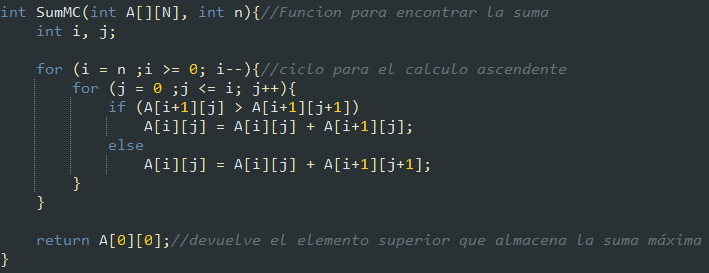 int SumMC(int A[][N], int n){//Funcion para encontrar la suma
    int i, j;
    for (i = n ;i >= 0; i--){//ciclo para el calculo ascendente
        for (j = 0 ;j <= i; j++){
            if (A[i+1][j] > A[i+1][j+1])
                A[i][j] = A[i][j] + A[i+1][j];
            else
                A[i][j] = A[i][j] + A[i+1][j+1];
        }
    }
    return A[0][0];//devuelve el elemento superior que almacena la suma máxima
}